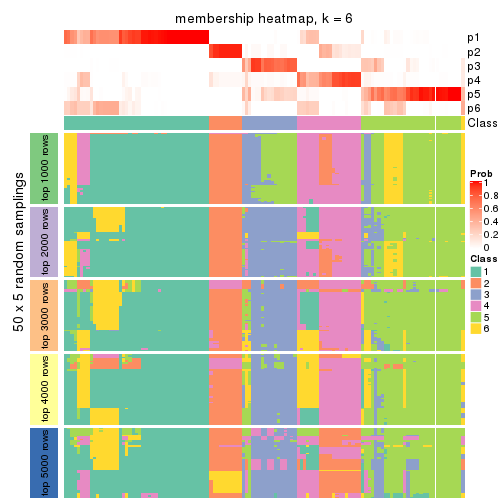 membership heatmap, k = 6
p1
p2
p3
p4
p5
p6
Class
50 x 5 random samplings
top 1000 rows
top 2000 rows
top 3000 rows
top 4000 rows
top 5000 rows
Prob
1
0.8
0.6
0.4
0.2
0
Class
1
2
3
4
5
6